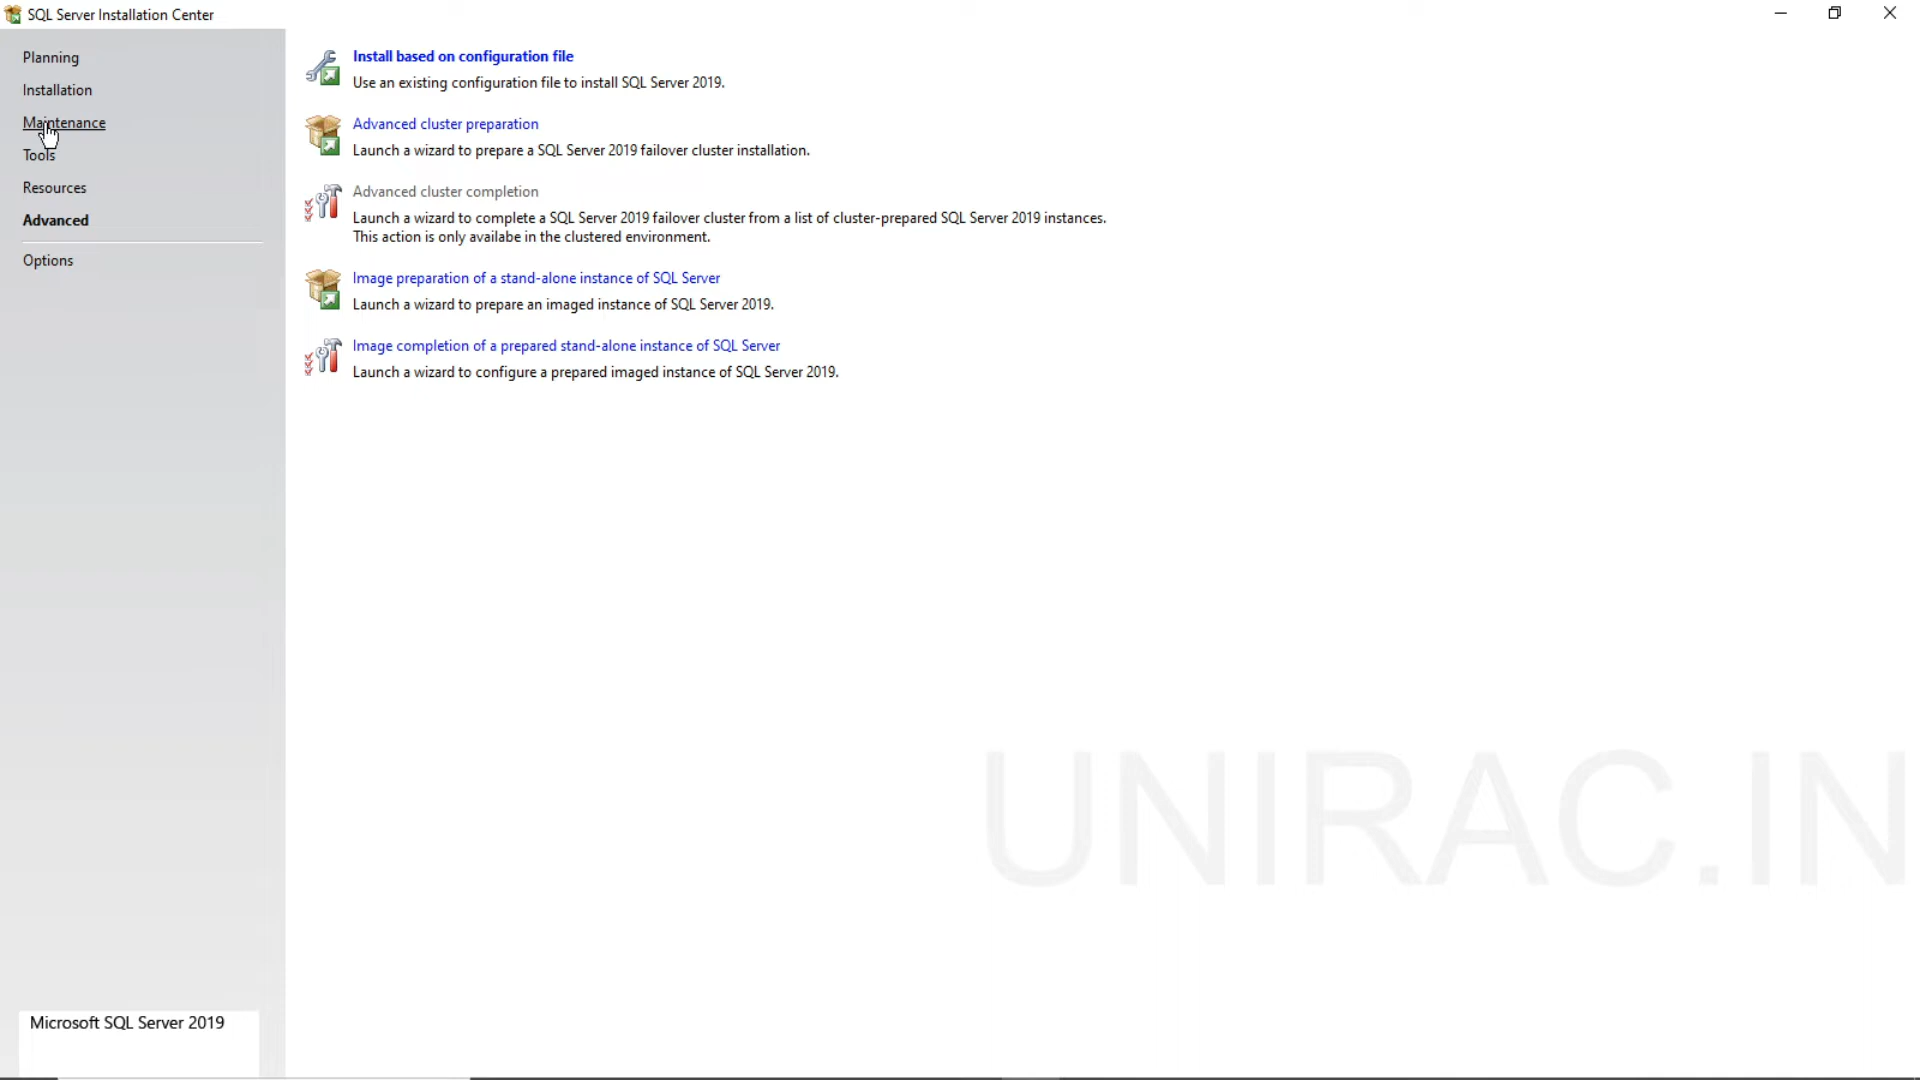 SQL Server Installation Center
Planning
Installation
Maintenance
Tools
Resources
Advanced
Options
Install based on configuration file
Use an existing configuration file to install SQL Server 2019.
Advanced cluster preparation
Launch a wizard to prepare a SQL Server 2019 failover cluster installation.
Advanced cluster completion
Launch a wizard to complete a SQL Server 2019 failover cluster from a list of cluster-prepared SQL Server 2019 instances.
This action is only availabe in the clustered environment.
Image preparation of a stand-alone instance of SQL Server
Launch a wizard to prepare an imaged instance of SQL Server 2019.
Image completion of a prepared stand-alone instance of SQL Server
Launch a wizard to configure a prepared imaged instance of SQL Server 2019.
UNIRAC.IN
Microsoft SQL Server 2019